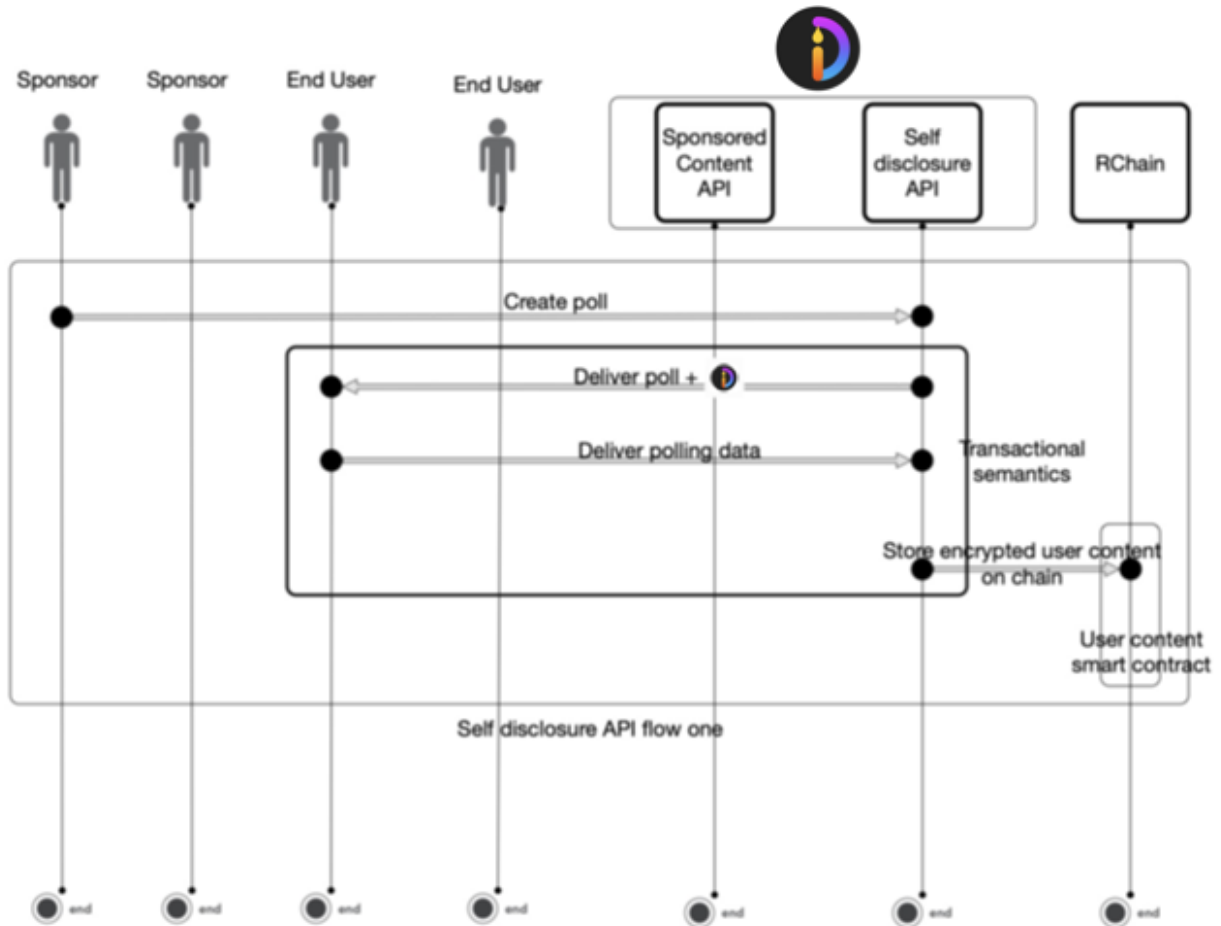 Sponsor
Sponsor
End User
End User
Sponsored
Content
API
Self
disclosure
API
RChain
Create poll
Deliver poll +
Deliver polling data
Transactional
semantics
Store encrypted user content
on chain
User content
smart contract
Self disclosure API flow one
end
end
end
end
end
end
end